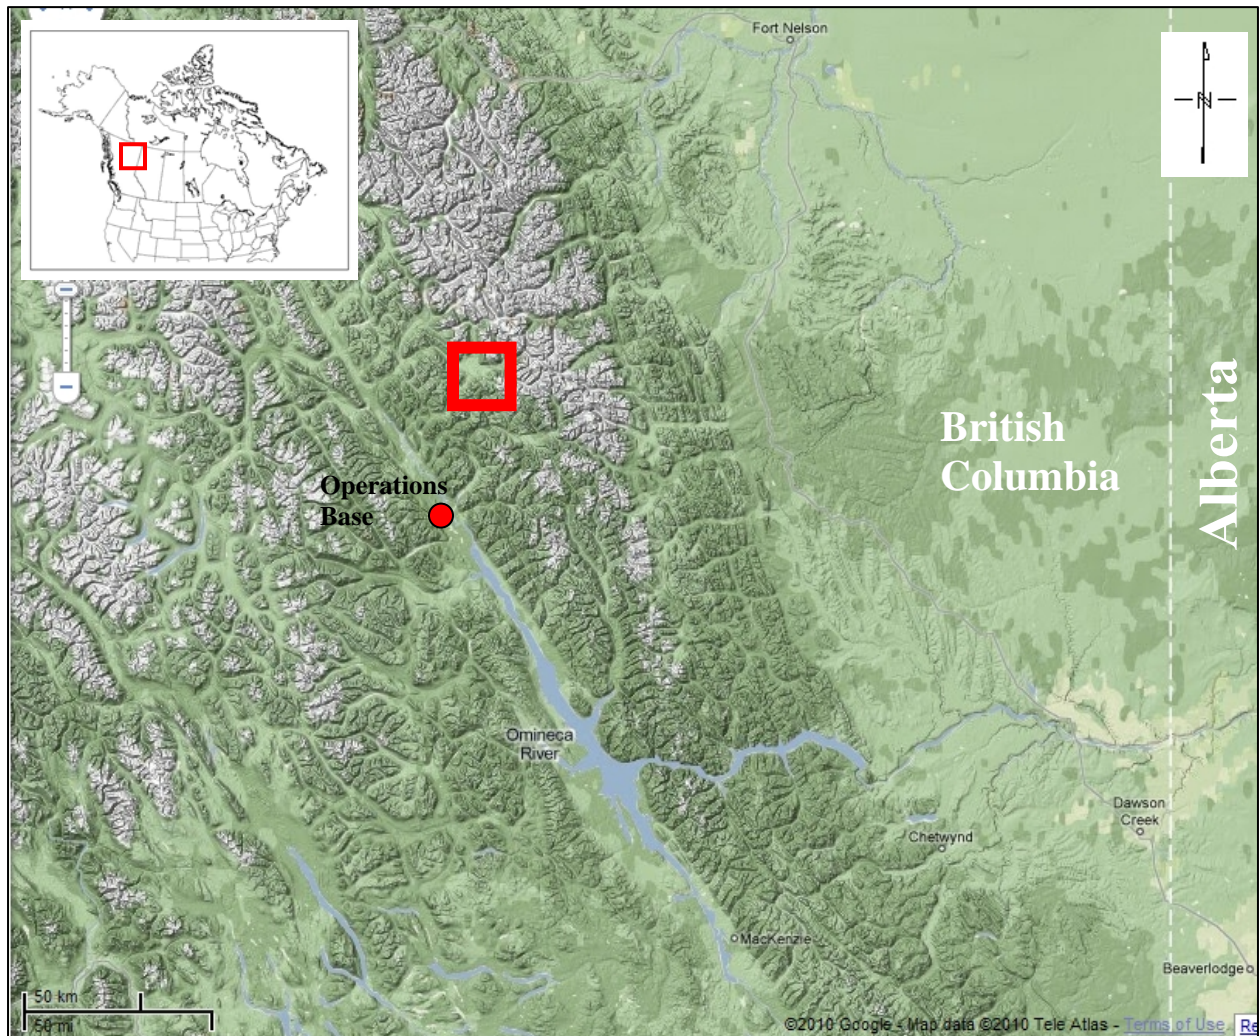 Fort Nelson
N
British
Columbia
Alberta
Operations
Base
Omineca
River
Dawson
Creek
Chetwynd
MacKenzie
Beaverlodge
50 km
50 mi
©2010 Google - Map data ©2010 Tele Atlas - Terms of Use Re